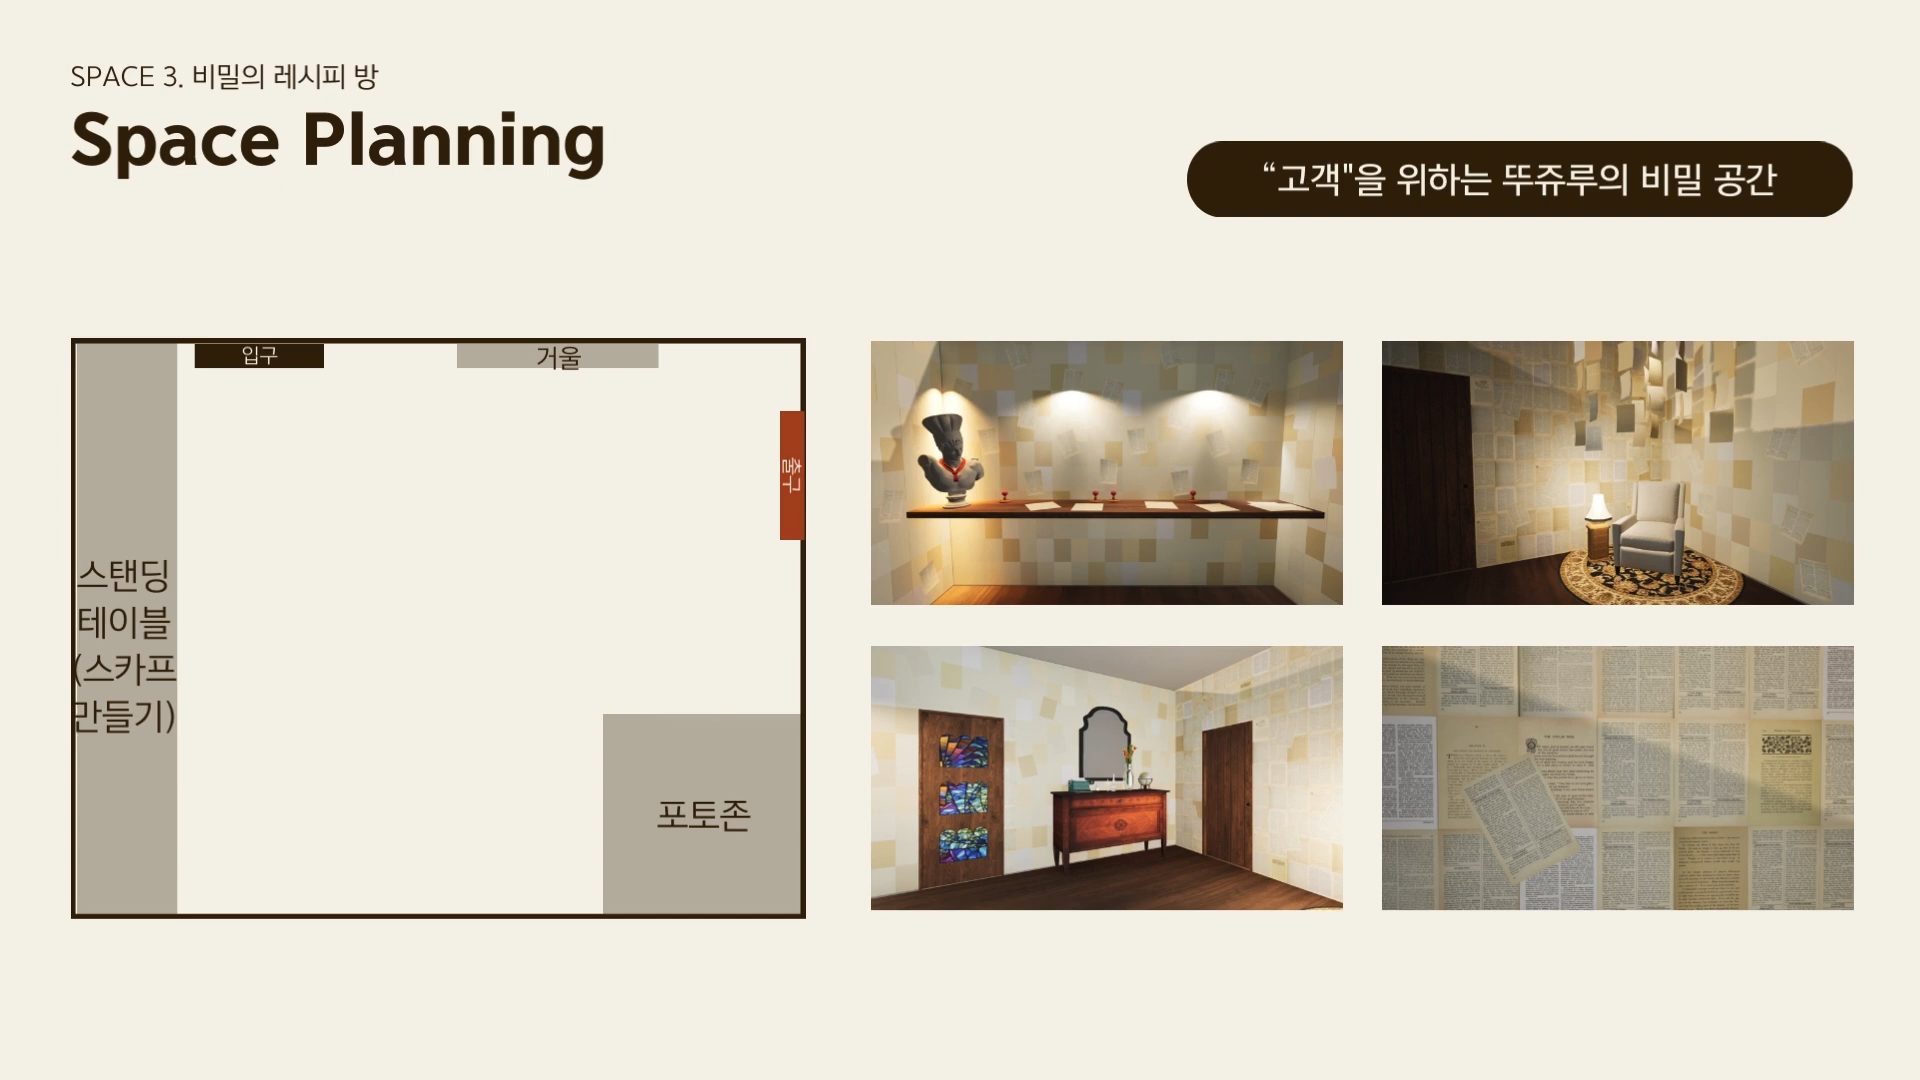 SPACE 3. 비밀의 레시피 방
Space Planning
“고객"을 위하는 뚜쥬루의 비밀 공간
입구
거울
출구
스탠딩
테이블
(스카프
만들기)
포토존